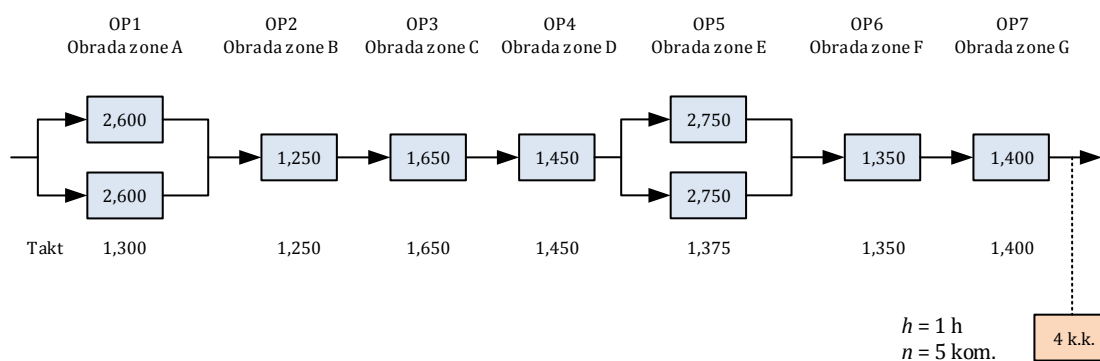 OP1 OP2 OP3 OP4 OP5 OP6 OP7
Obrada zone A Obrada zone B Obrada zone C Obrada zone D Obrada zone E Obrada zone F Obrada zone G
2,600 2,750
1,250 1,650 1,450 1,350 1,400
2,600 2,750
Takt 1,300 1,250 1,650 1,450 1,375 1,350 1,400
h = 1 h
n = 5 kom.
4 k.k.